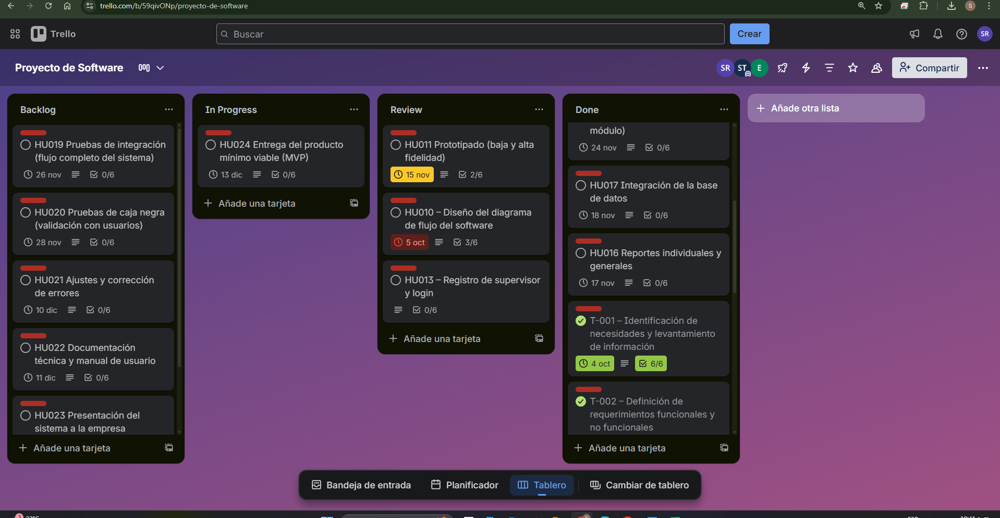 trello.com/b/59qivONp/proyecto-de-software
S
Trello
Buscar
Crear
SR
Proyecto de Software
SR
ST
E
Compartir
Backlog
HU019 Pruebas de integración
(flujo completo del sistema)
26 nov
0/6
HU020 Pruebas de caja negra
(validación con usuarios)
28 nov
0/6
HU021 Ajustes y corrección
de errores
10 dic
0/6
HU022 Documentación
técnica y manual de usuario
11 dic
0/6
HU023 Presentación del
sistema a la empresa
Añade una tarjeta
In Progress
HU024 Entrega del producto
mínimo viable (MVP)
13 dic
0/6
Añade una tarjeta
Review
HU011 Prototipado (baja y alta
fidelidad)
15 nov
2/6
HU010 – Diseño del diagrama
de flujo del software
5 oct
3/6
HU013 – Registro de supervisor
y login
0/6
Añade una tarjeta
Done
módulo)
24 nov
0/6
HU017 Integración de la base
de datos
18 nov
0/6
HU016 Reportes individuales y
generales
17 nov
0/6
T-001 – Identificación de
necesidades y levantamiento
de información
4 oct
6/6
T-002 – Definición de
requerimientos funcionales y
no funcionales
Añade una tarjeta
Añade otra lista
Bandeja de entrada
Planificador
Tablero
Cambiar de tablero